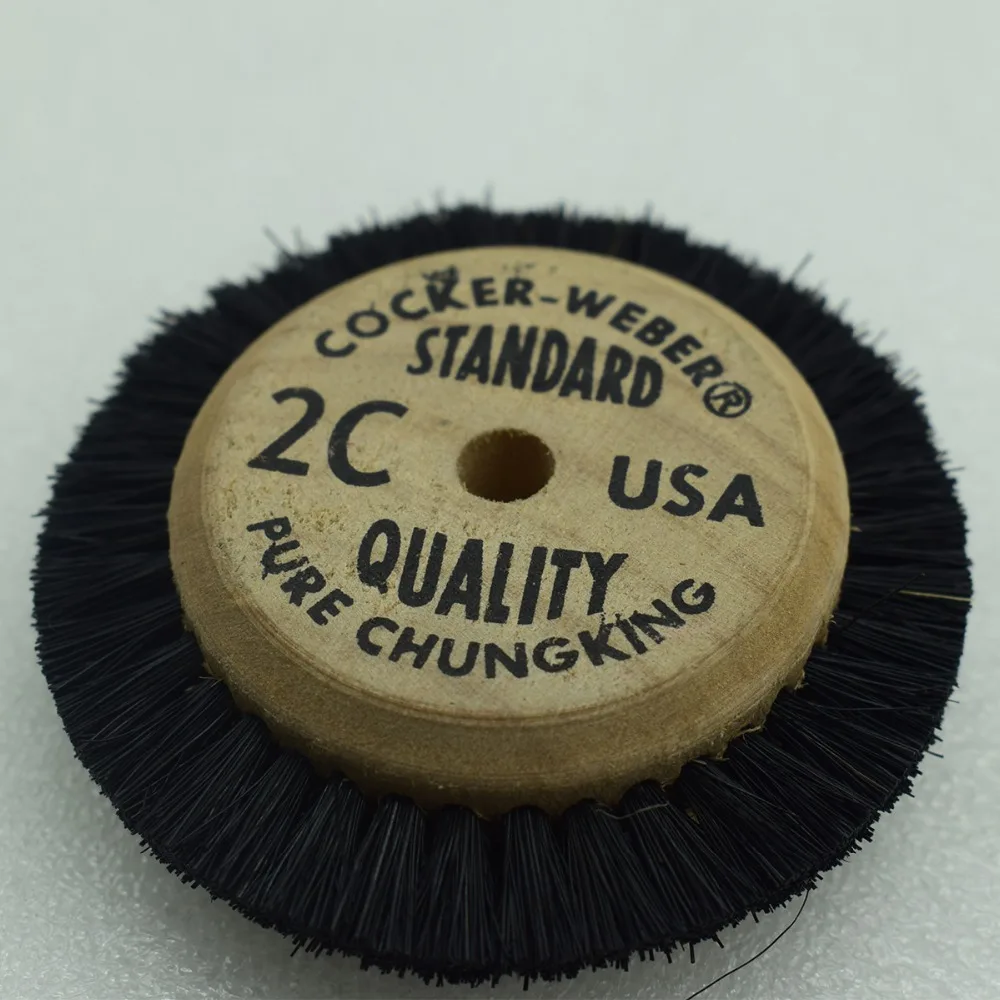 COCKER-WEBER®
STANDARD
2C
USA
QUALITY
PURE CHUNGKING